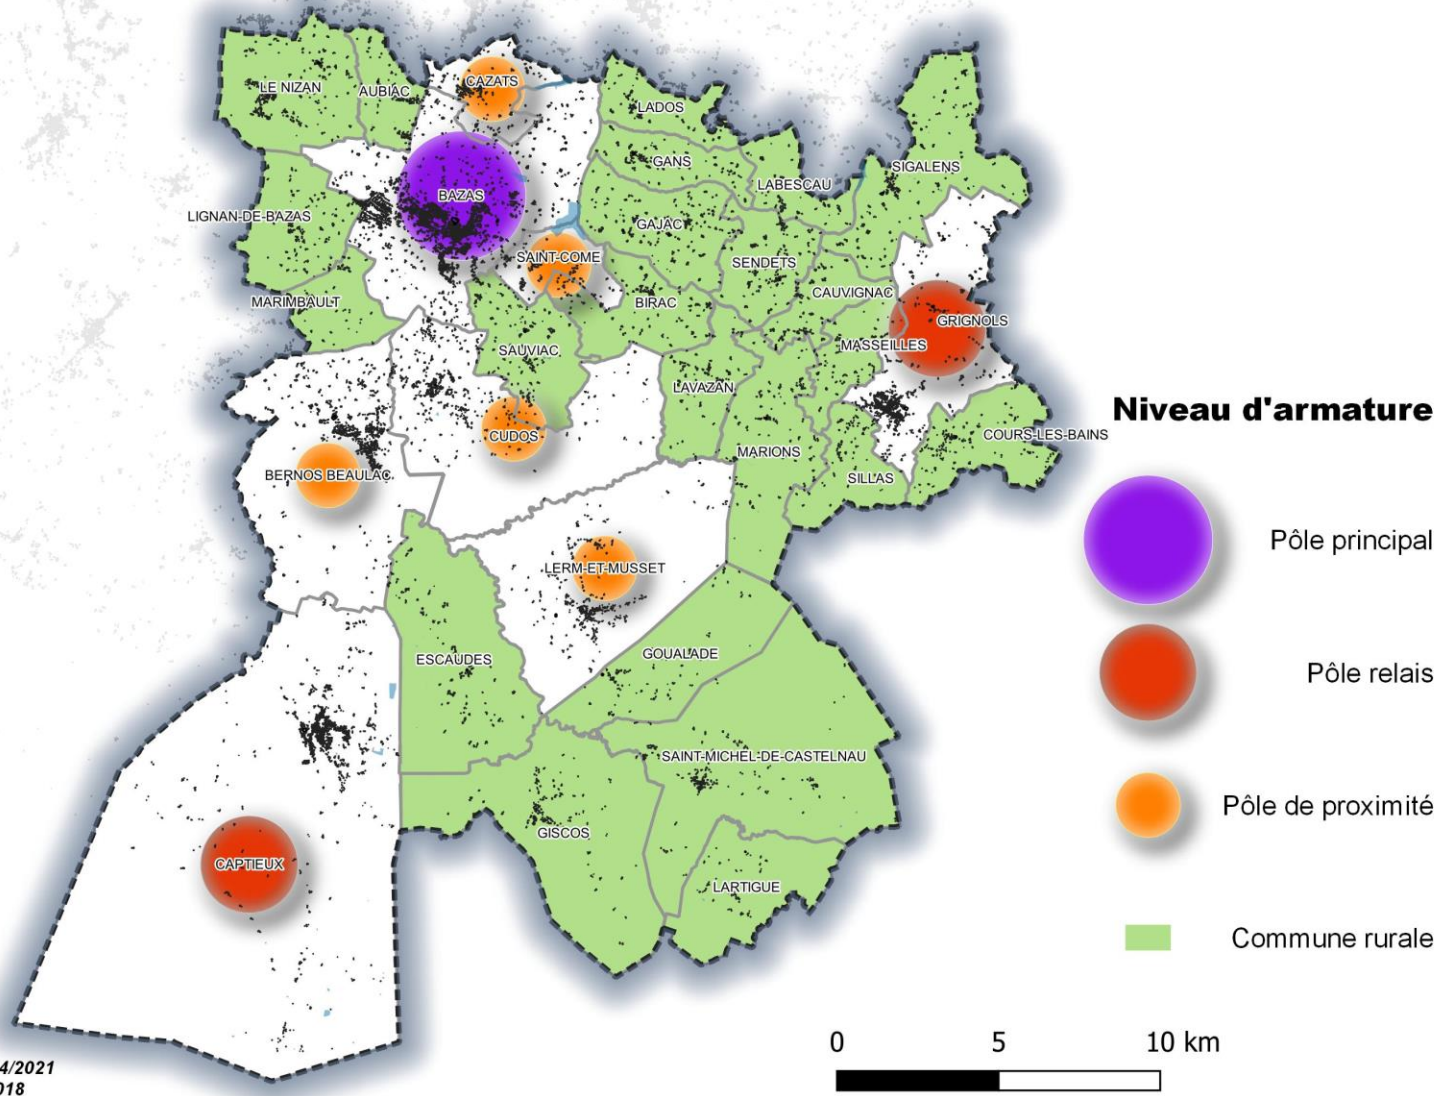 CAZATS
LE NIZAN
AUBIAC
LADOS
GANS
SIGALENS
LABESCAU
BAZAS
LIGNAN-DE-BAZAS
GAJAC
SAINT-COME
SENDETS
CAUVIGNAC
MARIMBAULT
BIRAC
GRIGNOLS
MASSEILLES
SAUVIAC
LAVAZAN
Niveau d'armature
CUDOS
COURS-LES-BAINS
MARIONS
BERNOS BEAULAC
SILLAS
Pôle principal
LERM-ET-MUSSET
GOUALADE
ESCAUDES
Pôle relais
SAINT-MICHEL-DE-CASTELNAU
Pôle de proximité
GISCOS
CAPTIEUX
LARTIGUE
Commune rurale
0 5 10 km
4/2021
018